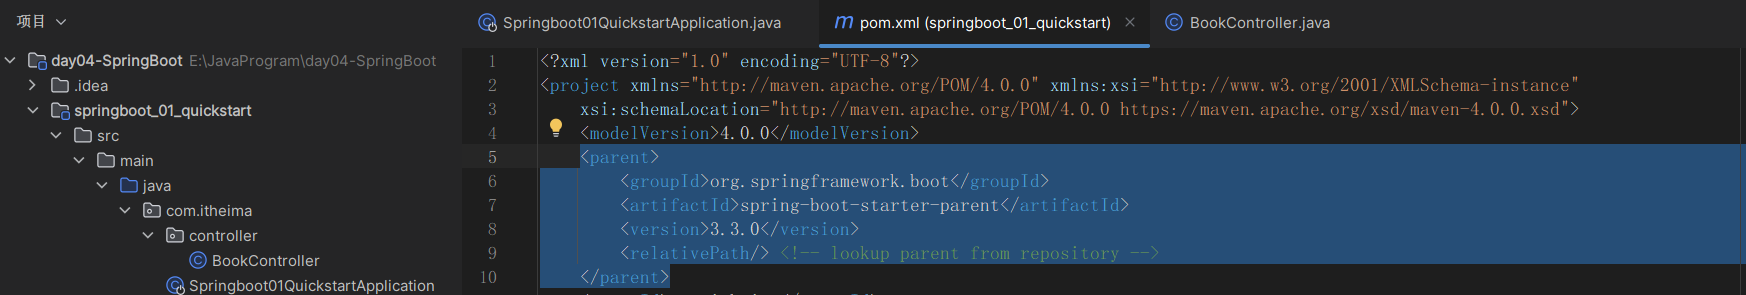 项目
day04-SpringBoot E:\JavaProgram\day04-SpringBoot
.idea
springboot_01_quickstart
src
main
java
com.itheima
controller
BookController
Springboot01QuickstartApplication
Springboot01QuickstartApplication.java
pom.xml (springboot_01_quickstart)
BookController.java
1 <?xml version="1.0" encoding="UTF-8"?>
2 <project xmlns="http://maven.apache.org/POM/4.0.0" xmlns:xsi="http://www.w3.org/2001/XMLSchema-instance"
3 xsi:schemaLocation="http://maven.apache.org/POM/4.0.0 https://maven.apache.org/xsd/maven-4.0.0.xsd">
4 <modelVersion>4.0.0</modelVersion>
5 <parent>
6 <groupId>org.springframework.boot</groupId>
7 <artifactId>spring-boot-starter-parent</artifactId>
8 <version>3.3.0</version>
9 <relativePath/> <!-- lookup parent from repository -->
10 </parent>